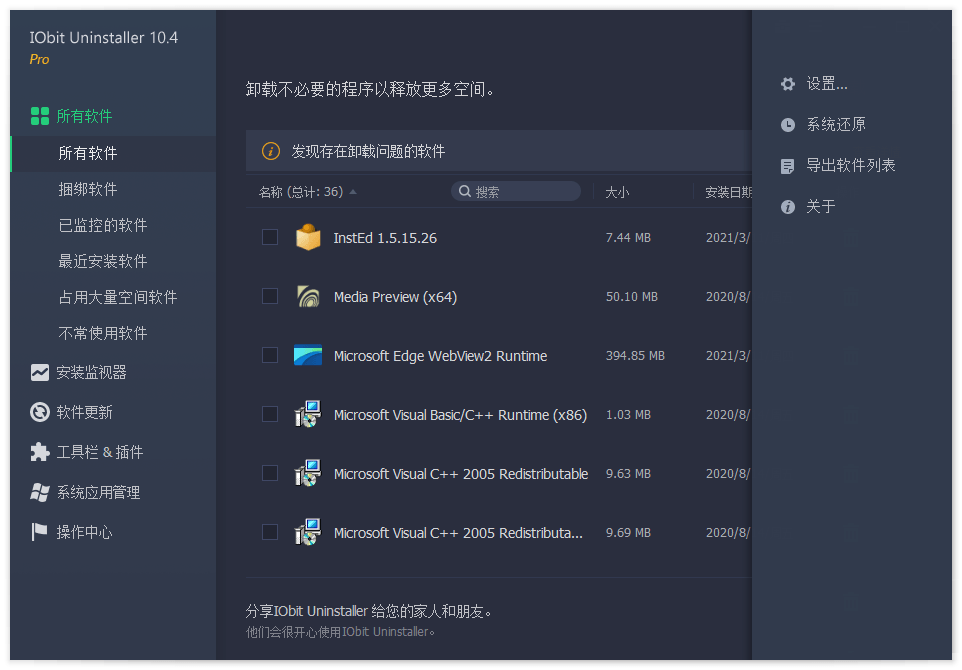 IObit Uninstaller 10.4
Pro
所有软件
所有软件
捆绑软件
已监控的软件
最近安装软件
占用大量空间软件
不常使用软件
安装监视器
软件更新
工具栏 & 插件
系统应用管理
操作中心
卸载不必要的程序以释放更多空间。
发现存在卸载问题的软件
名称 (总计: 36) 搜索 大小 安装日期
InstEd 1.5.15.26 7.44 MB 2021/3/
Media Preview (x64) 50.10 MB 2020/8/
Microsoft Edge WebView2 Runtime 394.85 MB 2021/3/
Microsoft Visual Basic/C++ Runtime (x86) 1.03 MB 2020/8/
Microsoft Visual C++ 2005 Redistributable 9.63 MB 2020/8/
Microsoft Visual C++ 2005 Redistributa... 9.69 MB 2020/8/
分享IObit Uninstaller 给您的家人和朋友。
他们会很开心使用IObit Uninstaller。
设置...
系统还原
导出软件列表
关于